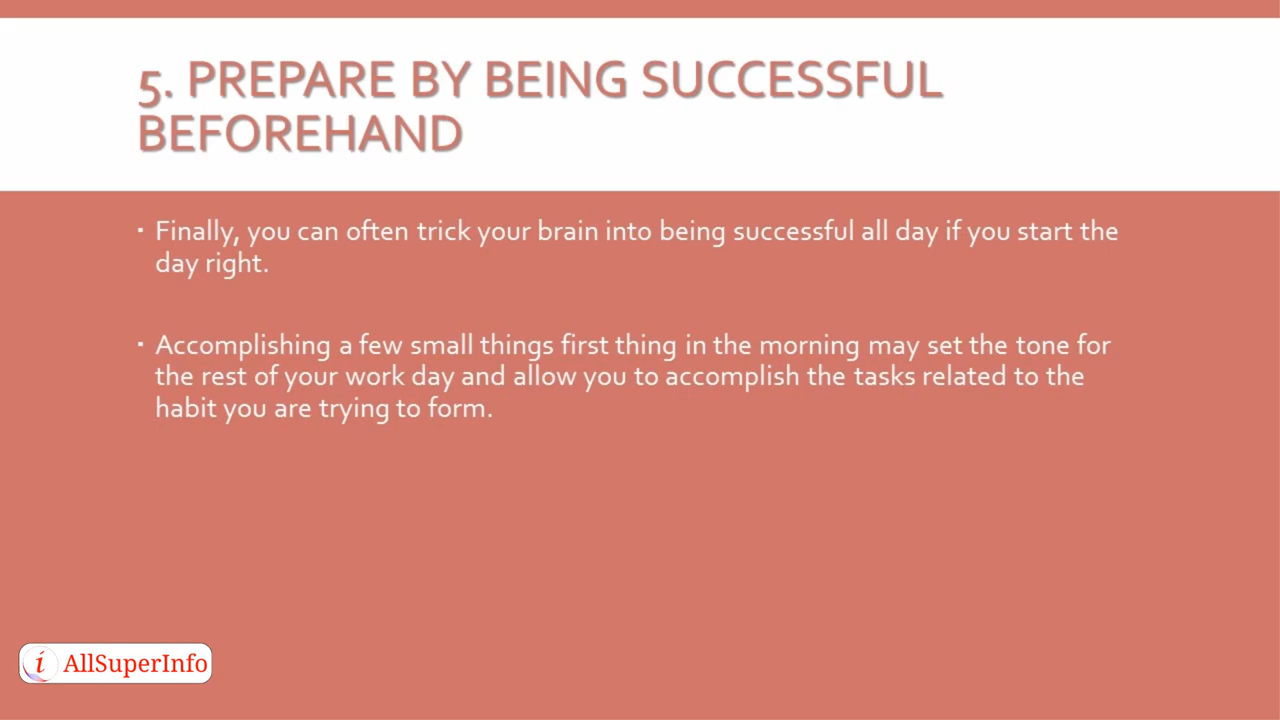 5. PREPARE BY BEING SUCCESSFUL
BEFOREHAND
▪ Finally, you can often trick your brain into being successful all day if you start the
day right.
▪ Accomplishing a few small things first thing in the morning may set the tone for
the rest of your work day and allow you to accomplish the tasks related to the
habit you are trying to form.
i AllSuperInfo